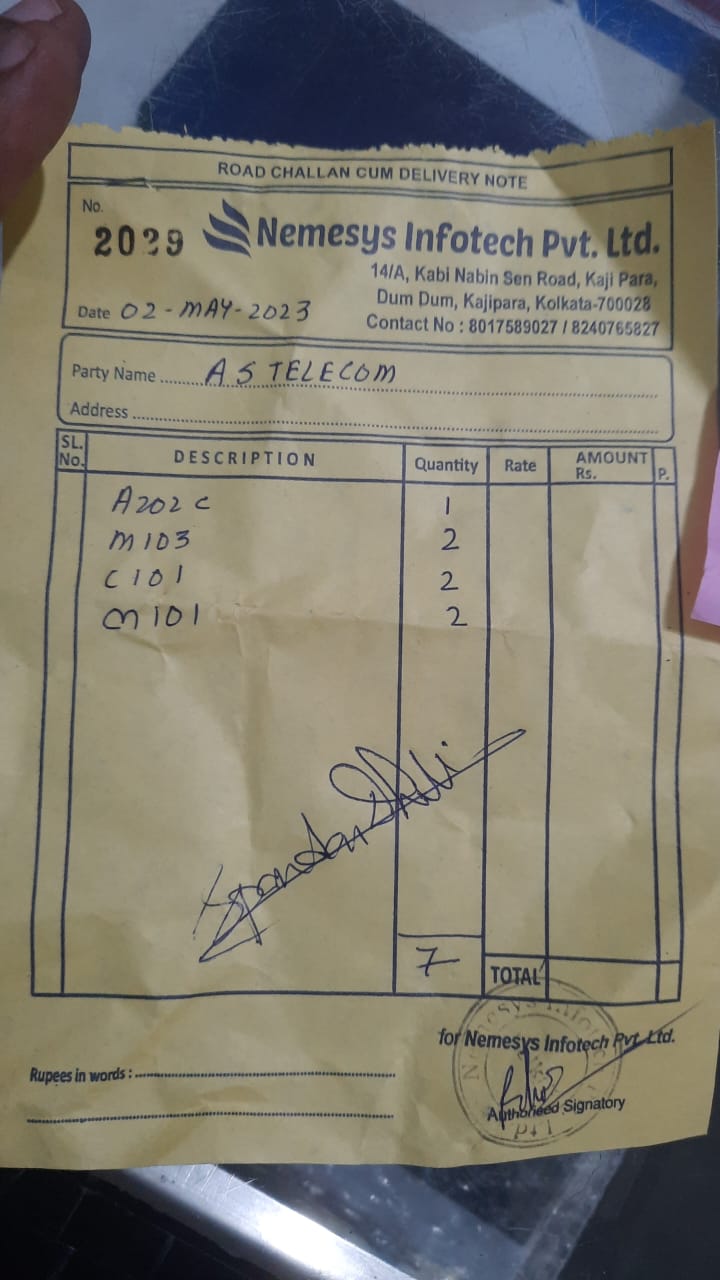 ROAD CHALLAN CUM DELIVERY NOTE
No.
2039
Nemesys Infotech Pvt. Ltd.
14/A, Kabi Nabin Sen Road, Kaji Para,
Dum Dum, Kajipara, Kolkata-700028
Contact No : 8017589027 / 8240765827
Date 02-MAY-2023
Party Name A S TELECOM
Address
SL. No. DESCRIPTION Quantity Rate AMOUNT Rs. P.
A202C 1
M103 2
C101 2
M101 2
7 TOTAL
for Nemesys Infotech Pvt. Ltd.
Rupees in words :
Authorised Signatory